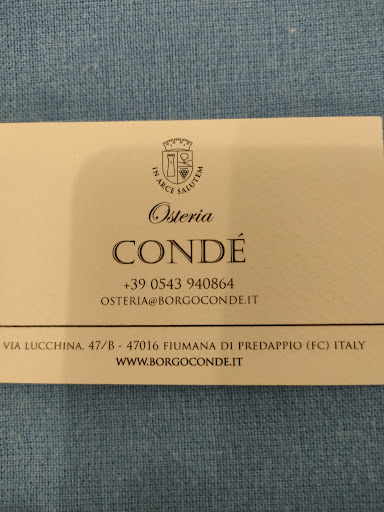 IN ARCE SALUTEM
Osteria
CONDÉ
+39 0543 940864
OSTERIA@BORGOCONDE.IT
VIA LUCCHINA, 47/B - 47016 FIUMANA DI PREDAPPIO (FC) ITALY
WWW.BORGOCONDE.IT